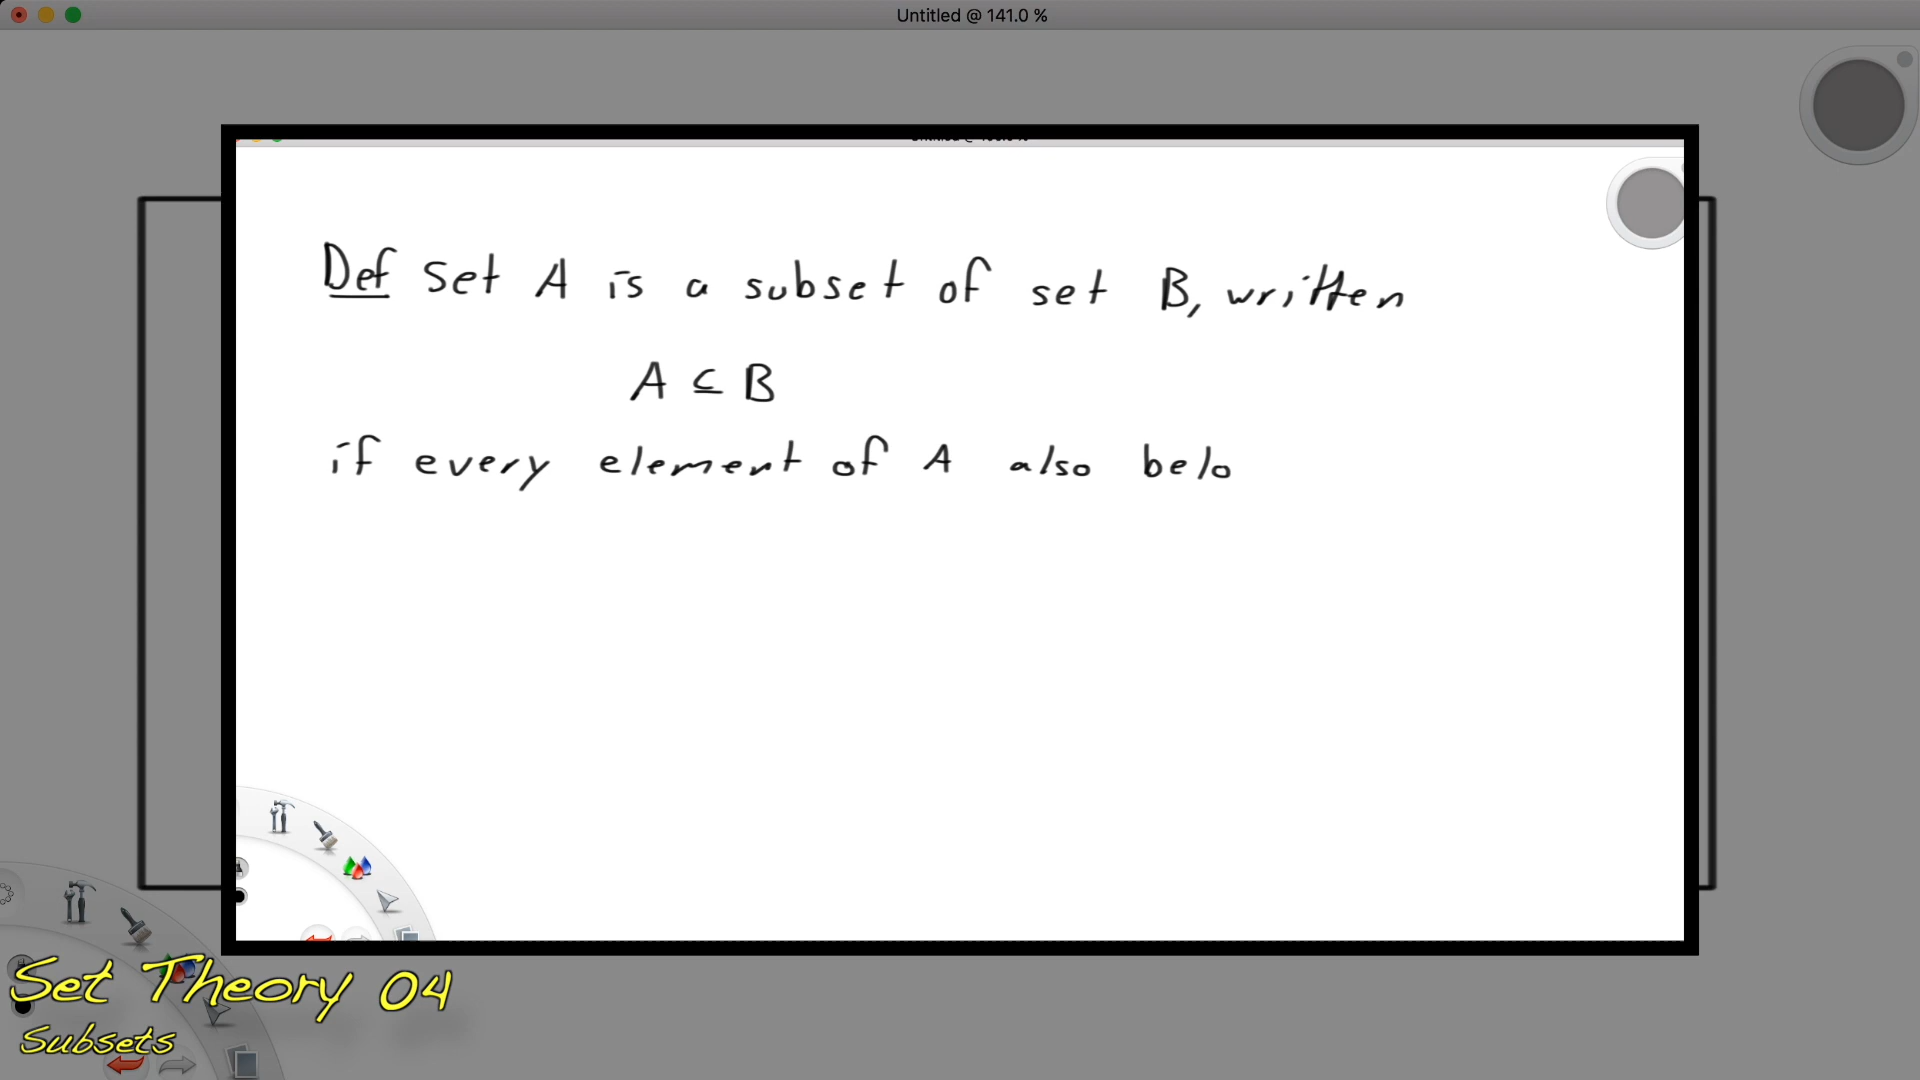 Untitled @ 141.0 %
Def Set A is a subset of set B, written
A ⊆ B
if every element of A also belo
Set Theory 04
Subsets